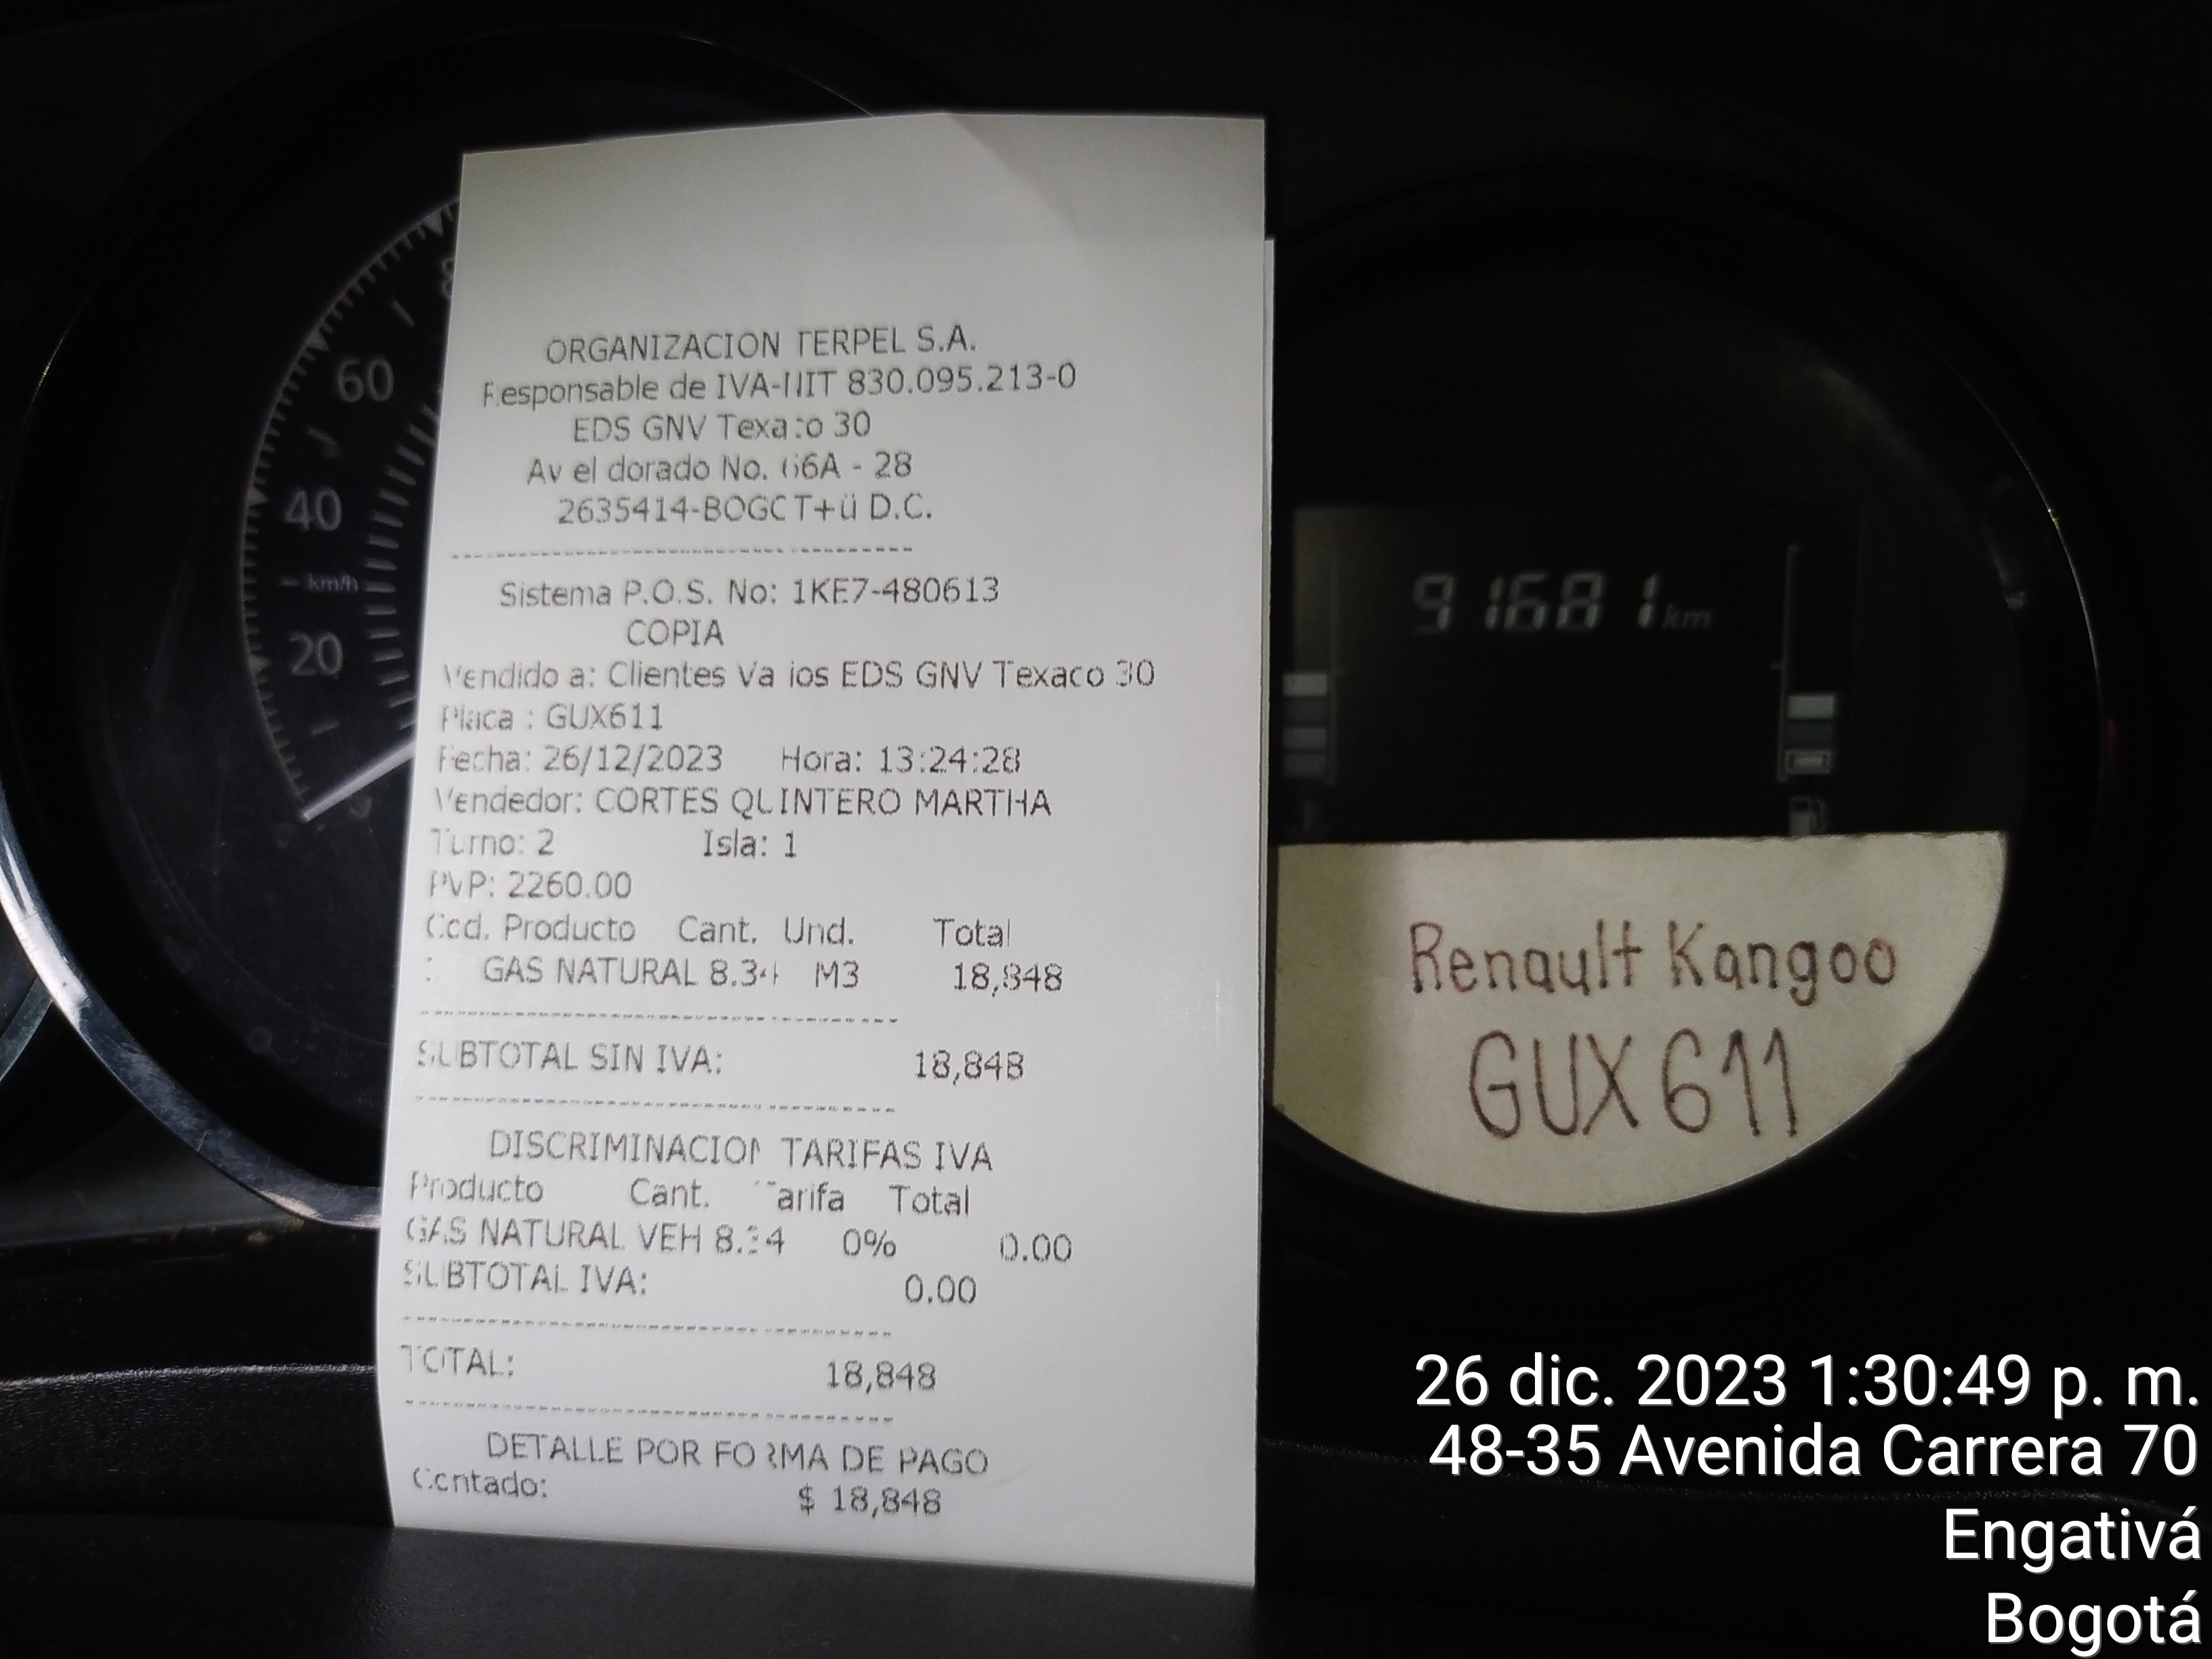 ORGANIZACION TERPEL S.A.
Responsable de IVA-NIT 830.095.213-0
EDS GNV Texaco 30
Av el dorado No. 66A - 28
2635414-BOGOT+ü D.C.
Sistema P.O.S. No: 1KE7-480613
COPIA
Vendido a: Clientes Varios EDS GNV Texaco 30
Placa : GUX611
Fecha: 26/12/2023 Hora: 13:24:28
Vendedor: CORTES QUINTERO MARTHA
Turno: 2 Isla: 1
PVP: 2260.00
Cod. Producto Cant. Und. Total
GAS NATURAL 8.34 M3 18,848
SUBTOTAL SIN IVA: 18,848
DISCRIMINACION TARIFAS IVA
Producto Cant. Tarifa Total
GAS NATURAL VEH 8.34 0% 0.00
SUBTOTAL IVA: 0.00
TOTAL: 18,848
DETALLE POR FORMA DE PAGO
Contado: $ 18,848
60
40
km/h
20
91681 km
Renault Kangoo
GUX611
26 dic. 2023 1:30:49 p. m.
48-35 Avenida Carrera 70
Engativá
Bogotá